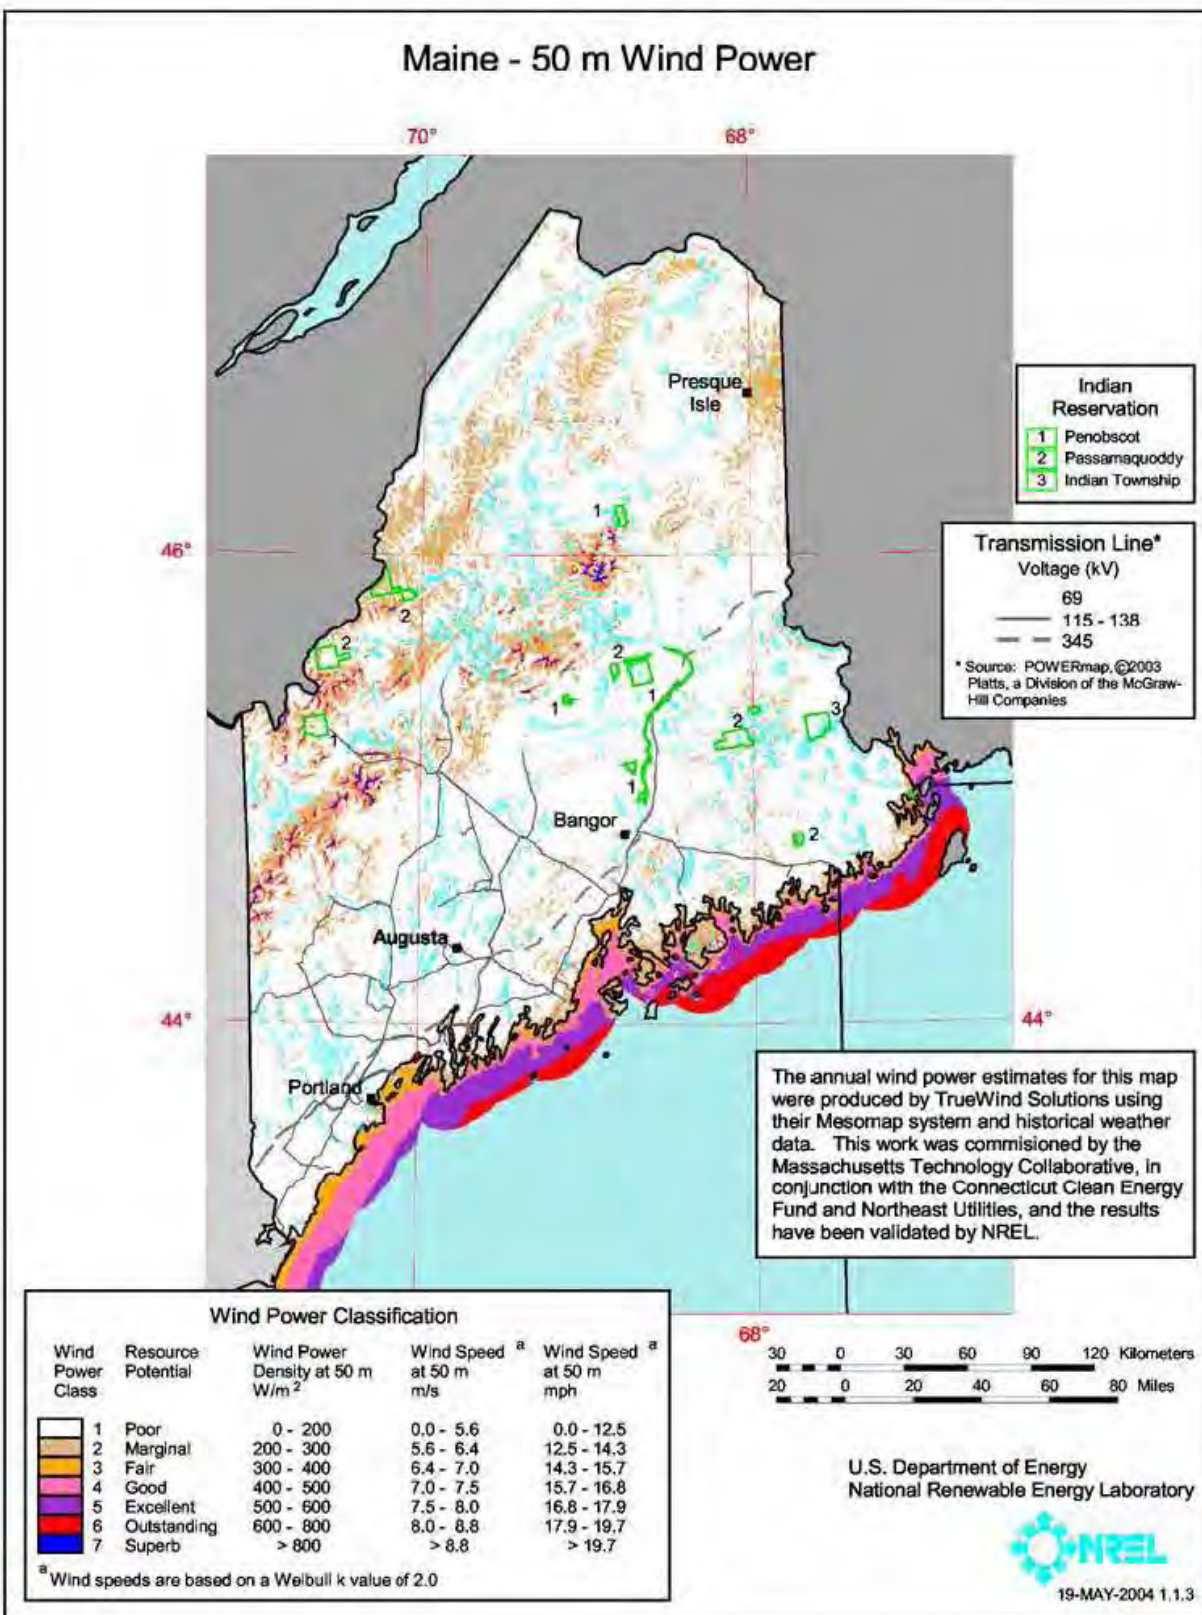 Maine - 50 m Wind Power
70°
68°
Presque
Isle
Indian
Reservation
1 Penobscot
2 Passamaquoddy
3 Indian Township
1
46°
Transmission Line*
Voltage (kV)
69
115 - 138
345
* Source: POWERmap, ©2003
Platts, a Division of the McGraw-
Hill Companies
2
2
2
1
1
3
2
1
1
Bangor
2
Augusta
44°
44°
Portland
The annual wind power estimates for this map
were produced by TrueWind Solutions using
their Mesomap system and historical weather
data. This work was commisioned by the
Massachusetts Technology Collaborative, in
conjunction with the Connecticut Clean Energy
Fund and Northeast Utilities, and the results
have been validated by NREL.
68°
Wind Power Classification
Wind Resource Wind Power Wind Speed a Wind Speed a
Power Potential Density at 50 m at 50 m at 50 m
Class W/m 2 m/s mph
1 Poor 0 - 200 0.0 - 5.6 0.0 - 12.5
2 Marginal 200 - 300 5.6 - 6.4 12.5 - 14.3
3 Fair 300 - 400 6.4 - 7.0 14.3 - 15.7
4 Good 400 - 500 7.0 - 7.5 15.7 - 16.8
5 Excellent 500 - 600 7.5 - 8.0 16.8 - 17.9
6 Outstanding 600 - 800 8.0 - 8.8 17.9 - 19.7
7 Superb > 800 > 8.8 > 19.7
a Wind speeds are based on a Weibull k value of 2.0
30 0 30 60 90 120 Kilometers
20 0 20 40 60 80 Miles
U.S. Department of Energy
National Renewable Energy Laboratory
NREL
19-MAY-2004 1.1.3